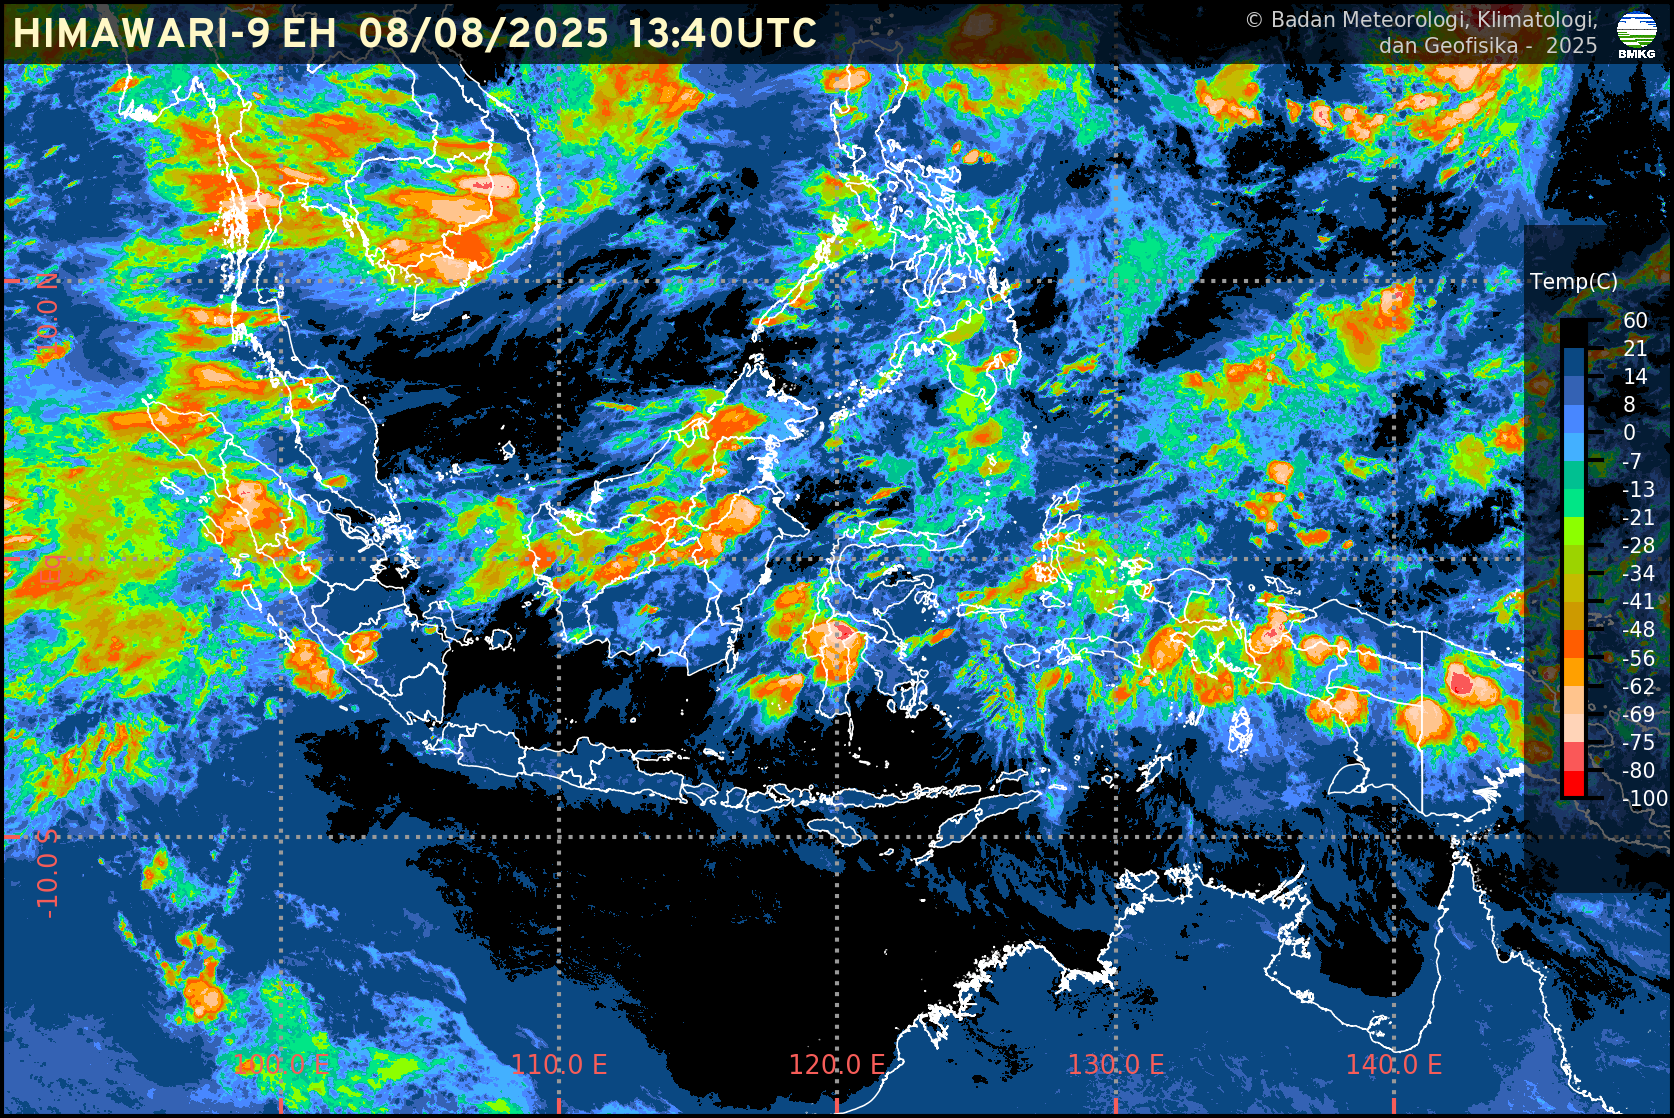 HIMAWARI-9 EH 08/08/2025 13:40UTC
© Badan Meteorologi, Klimatologi,
dan Geofisika - 2025
BMKG
Temp(C)
60
21
14
8
0
-7
-13
-21
-28
-34
-41
-48
-56
-62
-69
-75
-80
-100
10.0 N
Eq
-10.0 S
100.0 E
110.0 E
120.0 E
130.0 E
140.0 E